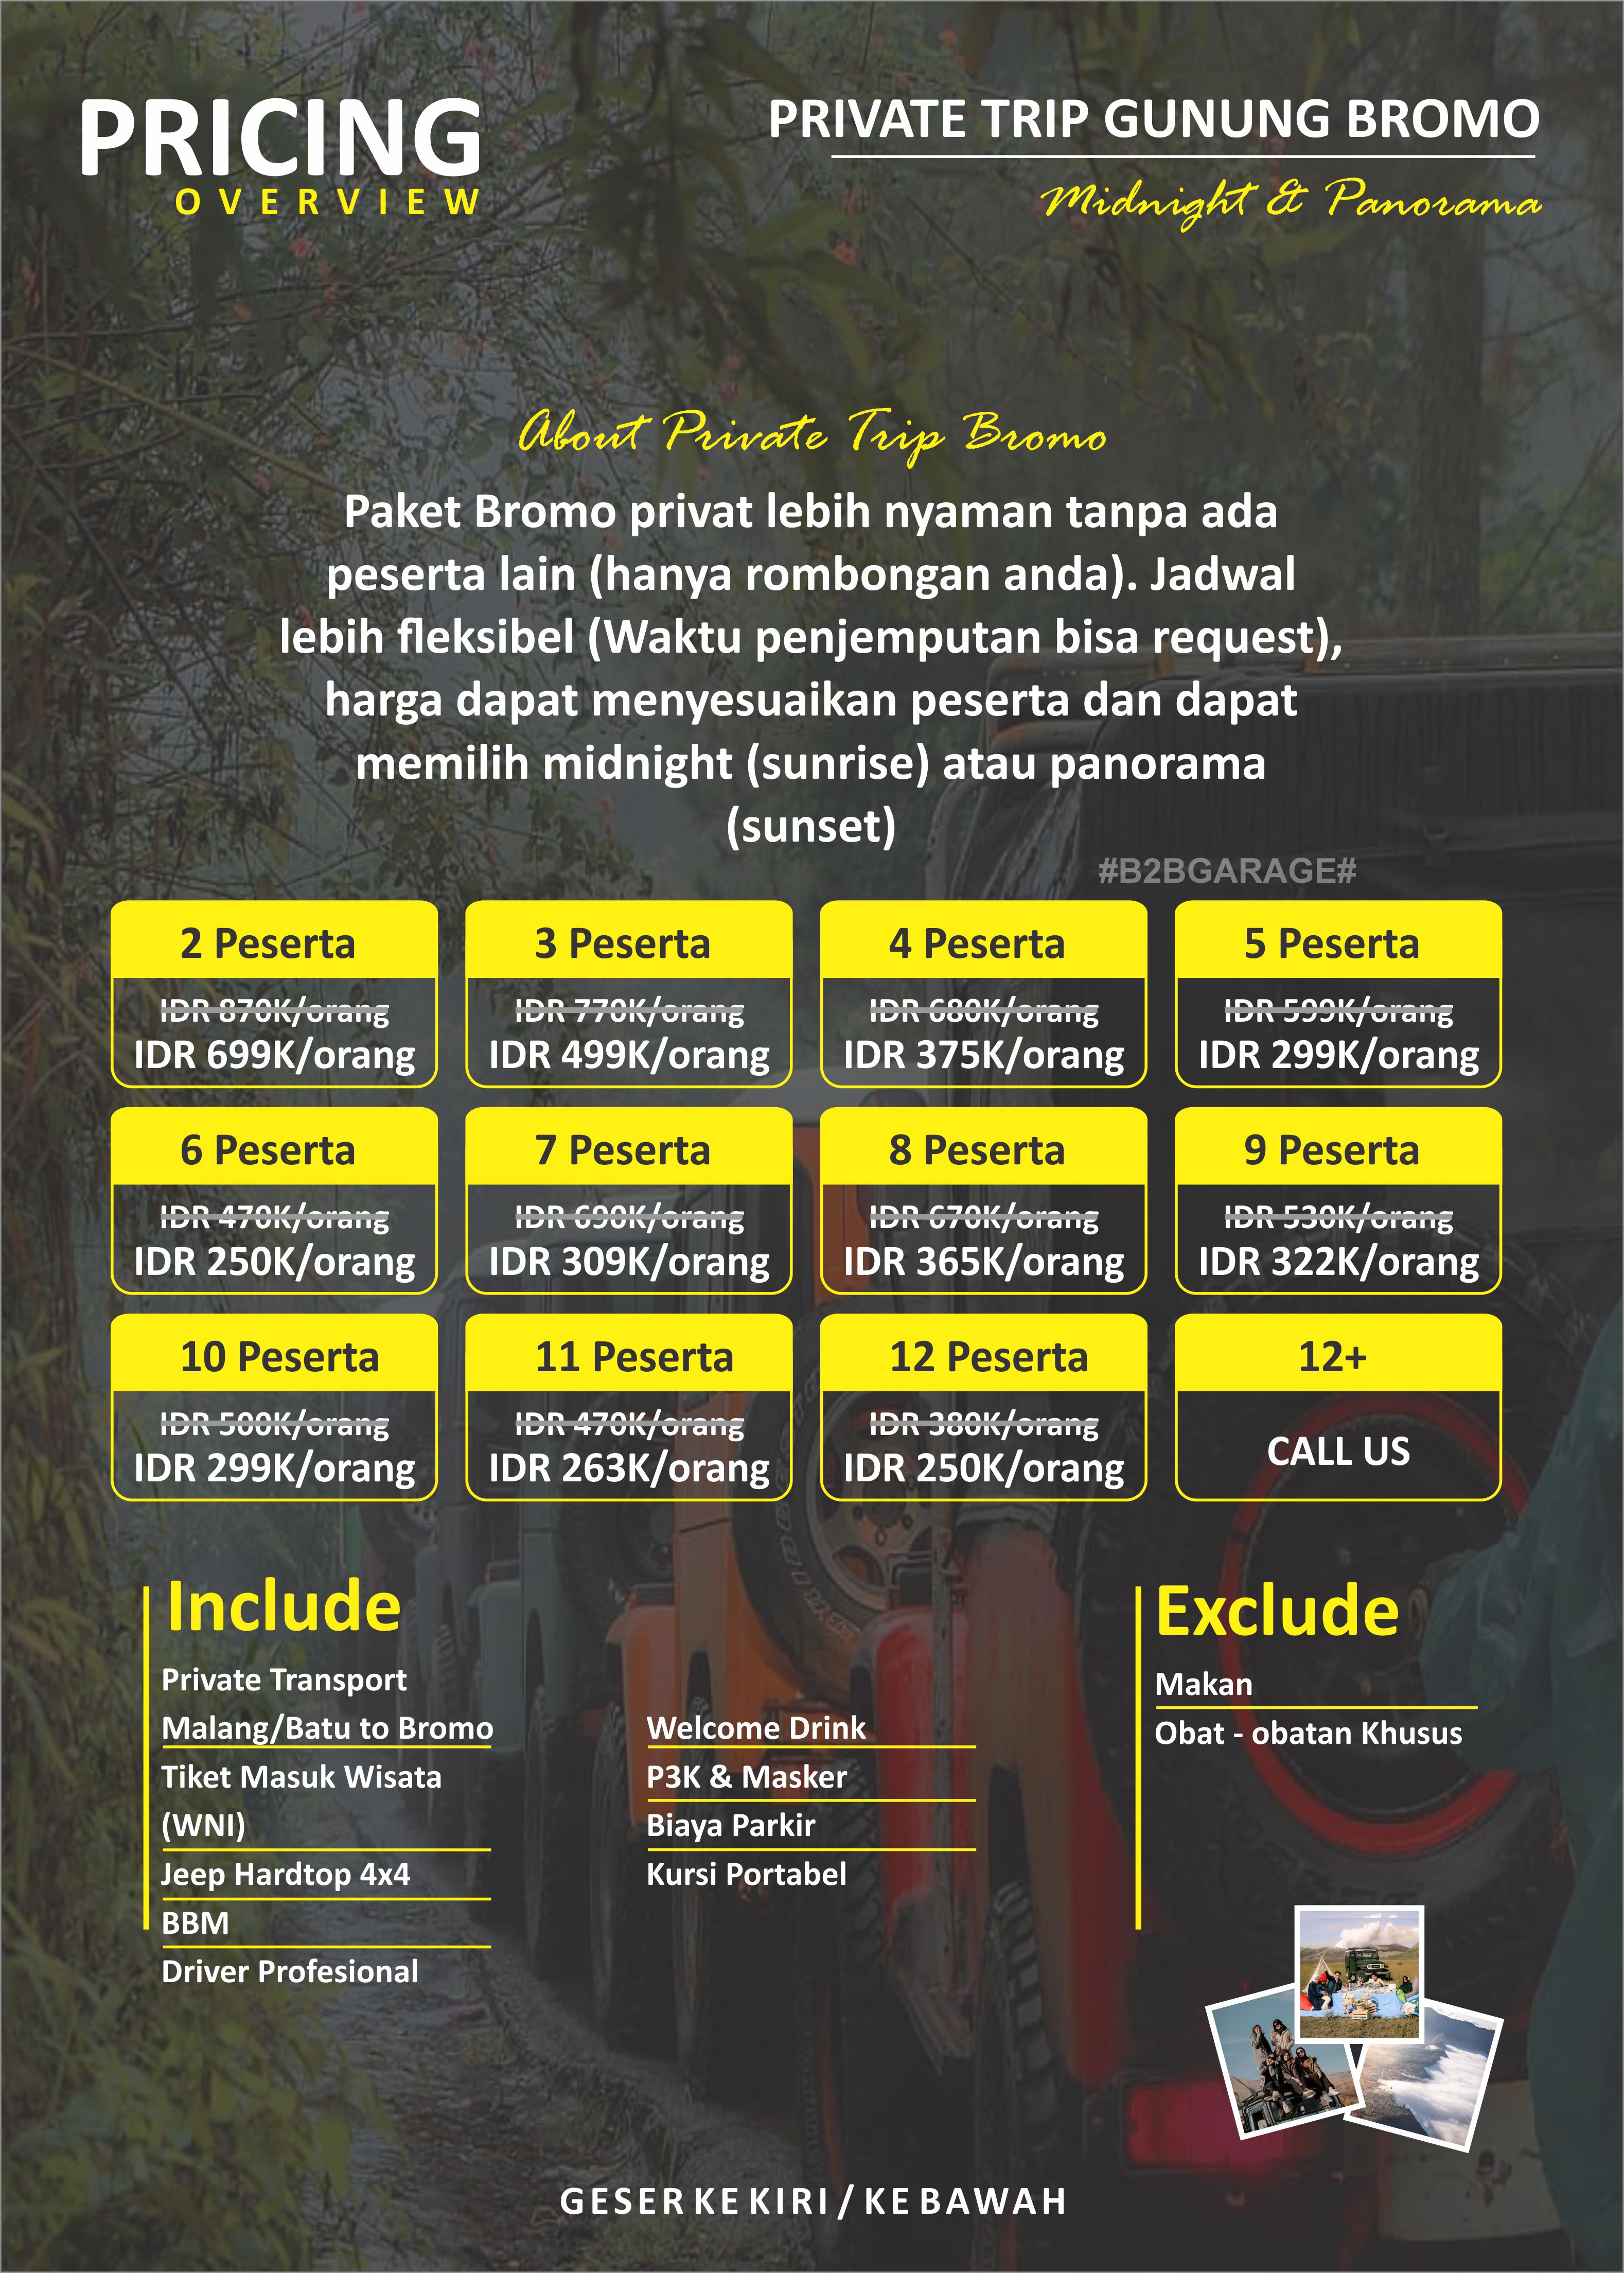 PRICING
OVERVIEW
PRIVATE TRIP GUNUNG BROMO
Midnight & Panorama
About Private Trip Bromo
Paket Bromo privat lebih nyaman tanpa ada
peserta lain (hanya rombongan anda). Jadwal
lebih fleksibel (Waktu penjemputan bisa request),
harga dapat menyesuaikan peserta dan dapat
memilih midnight (sunrise) atau panorama
(sunset)
#B2BGARAGE#
2 Peserta
IDR 870K/orang
IDR 699K/orang
3 Peserta
IDR 770K/orang
IDR 499K/orang
4 Peserta
IDR 680K/orang
IDR 375K/orang
5 Peserta
IDR 599K/orang
IDR 299K/orang
6 Peserta
IDR 470K/orang
IDR 250K/orang
7 Peserta
IDR 690K/orang
IDR 309K/orang
8 Peserta
IDR 670K/orang
IDR 365K/orang
9 Peserta
IDR 530K/orang
IDR 322K/orang
10 Peserta
IDR 500K/orang
IDR 299K/orang
11 Peserta
IDR 470K/orang
IDR 263K/orang
12 Peserta
IDR 380K/orang
IDR 250K/orang
12+
CALL US
Include
Private Transport
Malang/Batu to Bromo
Tiket Masuk Wisata
(WNI)
Jeep Hardtop 4x4
BBM
Driver Profesional
Welcome Drink
P3K & Masker
Biaya Parkir
Kursi Portabel
Exclude
Makan
Obat - obatan Khusus
GESER KE KIRI / KE BAWAH